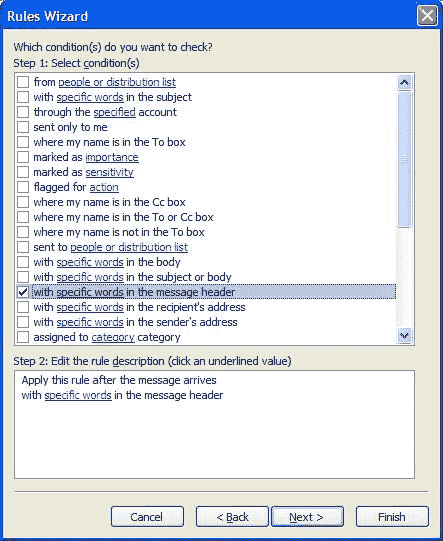 Rules Wizard
Which condition(s) do you want to check?
Step 1: Select condition(s)
from people or distribution list
with specific words in the subject
through the specified account
sent only to me
where my name is in the To box
marked as importance
marked as sensitivity
flagged for action
where my name is in the Cc box
where my name is in the To or Cc box
where my name is not in the To box
sent to people or distribution list
with specific words in the body
with specific words in the subject or body
with specific words in the message header
with specific words in the recipient's address
with specific words in the sender's address
assigned to category category
Step 2: Edit the rule description (click an underlined value)
Apply this rule after the message arrives
with specific words in the message header
Cancel < Back Next > Finish